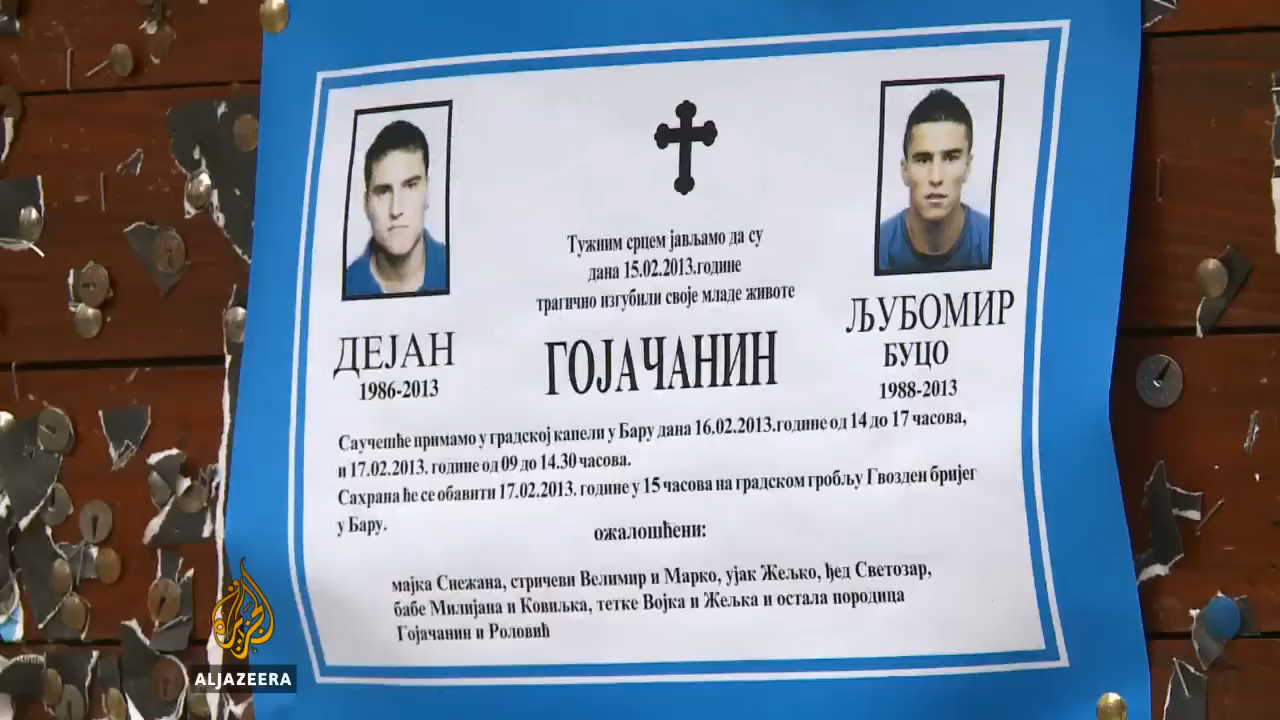 Тужним срцем јављамо да су
дана 15.02.2013.године
трагично изгубили своје младе животе
ДЕЈАН
1986-2013
ГОЈАЧАНИН
ЉУБОМИР
БУЦО
1988-2013
Саучешће примамо у градској капели у Бару дана 16.02.2013.године од 14 до 17 часова,
и 17.02.2013. године од 09 до 14.30 часова.
Сахрана ће се обавити 17.02.2013. године у 15 часова на градском гробљу Гвозден бријег
у Бару.
ожалошћени:
мајка Снежана, стричеви Велимир и Марко, ујак Жељко, ђед Светозар,
бабе Милијана и Ковиљка, тетке Војка и Жељка и остала породица
Гојачанин и Роловић
الجزيرة
ALJAZEERA